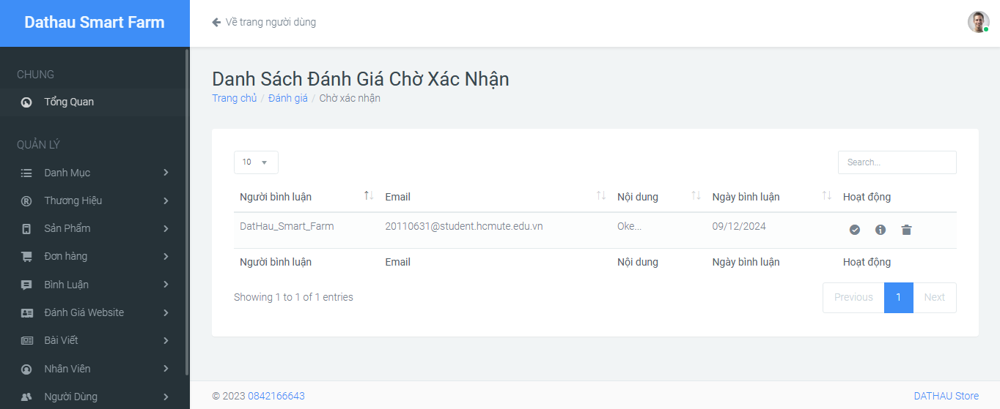 Dathau Smart Farm
Về trang người dùng
CHUNG
Tổng Quan
QUẢN LÝ
Danh Mục
Thương Hiệu
Sản Phẩm
Đơn hàng
Bình Luận
Đánh Giá Website
Bài Viết
Nhân Viên
Người Dùng
Danh Sách Đánh Giá Chờ Xác Nhận
Trang chủ / Đánh giá / Chờ xác nhận
10 Search...
Người bình luận Email Nội dung Ngày bình luận Hoạt động
DatHau_Smart_Farm 20110631@student.hcmute.edu.vn Oke... 09/12/2024
Người bình luận Email Nội dung Ngày bình luận Hoạt động
Showing 1 to 1 of 1 entries Previous 1 Next
© 2023 0842166643 DATHAU Store